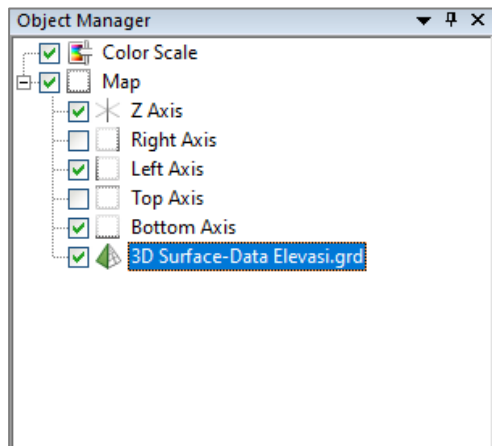 Object Manager
Color Scale
Map
Z Axis
Right Axis
Left Axis
Top Axis
Bottom Axis
3D Surface-Data Elevasi.grd